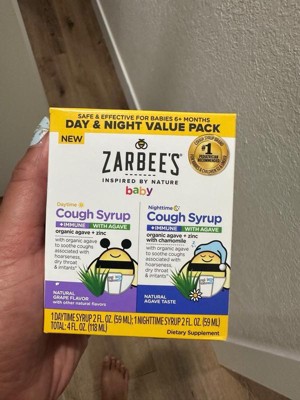 SAFE & EFFECTIVE FOR BABIES 6+ MONTHS
DAY & NIGHT VALUE PACK
NEW
ZARBEE'S
INSPIRED BY NATURE
baby
#1
PEDIATRICIAN
RECOMMENDED
Daytime
Cough Syrup
+IMMUNE
WITH AGAVE
organic agave + zinc
with organic agave
to soothe coughs
associated with
hoarseness,
dry throat
& irritants*
NATURAL
GRAPE FLAVOR
with other natural flavors
Nighttime
Cough Syrup
+IMMUNE
WITH AGAVE
organic agave + zinc
with chamomile
with organic
agave to soothe
coughs associated
with hoarseness,
dry throat &
irritants*
NATURAL
AGAVE TASTE
1 DAYTIME SYRUP 2 FL. OZ. (59 ML); 1 NIGHTTIME SYRUP 2 FL. OZ. (59 ML)
TOTAL: 4 FL. OZ. (118 ML)
Dietary Supplement